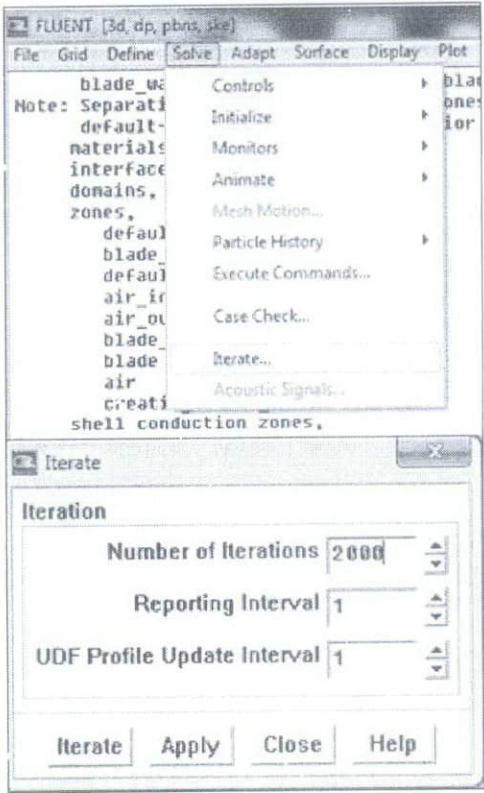 FLUENT [3d, dp, pbns, ske]
File Grid Define Solve Adapt Surface Display Plot
blade_wa
Note: Separati
default-
materials
interface
domains,
zones,
defaul
blade_
defaul
air_in
air_ou
blade_
blade
air
creati
shell conduction zones,
Controls
Initialize
Monitors
Animate
Mesh Motion...
Particle History
Execute Commands...
Case Check...
Iterate...
Acoustic Signals...
blad
ones
ior
Iterate
Iteration
Number of Iterations 2000
Reporting Interval 1
UDF Profile Update Interval 1
Iterate Apply Close Help